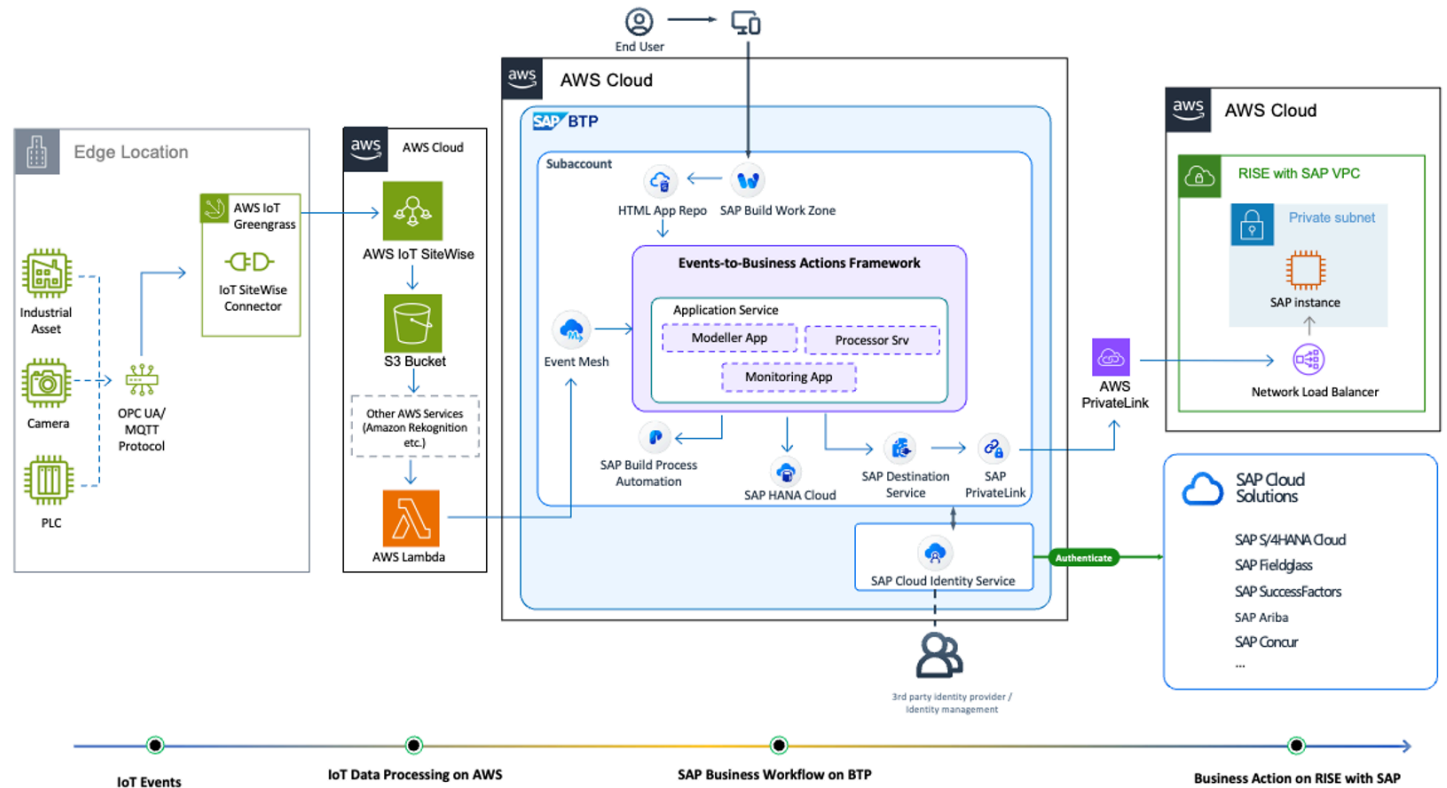 End User
aws
AWS Cloud
SAP BTP
Subaccount
HTML App Repo
SAP Build Work Zone
Events-to-Business Actions Framework
Application Service
Modeller App
Processor Srv
Monitoring App
Event Mesh
SAP Build Process
Automation
SAP HANA Cloud
SAP Destination
Service
SAP
PrivateLink
SAP Cloud Identity Service
3rd party identity provider /
Identity management
Edge Location
AWS IoT
Greengrass
IoT SiteWise
Connector
Industrial
Asset
Camera
PLC
OPC UA/
MQTT
Protocol
aws
AWS Cloud
AWS IoT SiteWise
S3 Bucket
Other AWS Services
(Amazon Rekognition
etc.)
AWS Lambda
AWS
PrivateLink
aws
AWS Cloud
RISE with SAP VPC
Private subnet
SAP instance
Network Load Balancer
Authenticate
SAP Cloud
Solutions
SAP S/4HANA Cloud
SAP Fieldglass
SAP SuccessFactors
SAP Ariba
SAP Concur
...
IoT Events
IoT Data Processing on AWS
SAP Business Workflow on BTP
Business Action on RISE with SAP